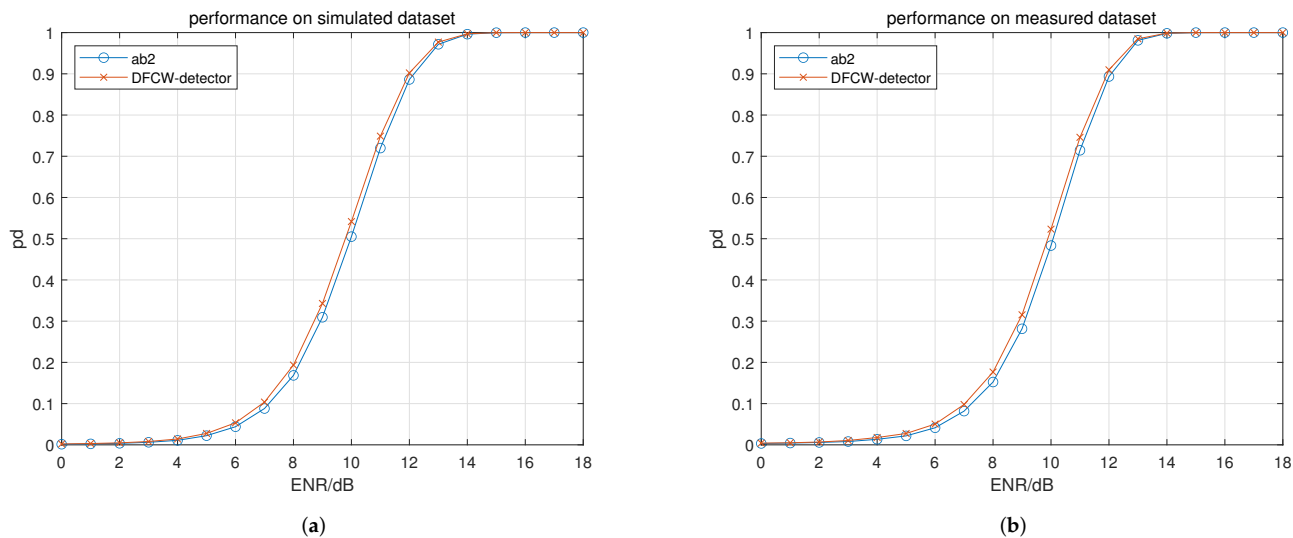 performance on simulated dataset
1
0.9
0.8
0.7
0.6
0.5
0.4
0.3
0.2
0.1
0
pd
ab2
DFCW-detector
0 2 4 6 8 10 12 14 16 18
ENR/dB
(a)
performance on measured dataset
1
0.9
0.8
0.7
0.6
0.5
0.4
0.3
0.2
0.1
0
pd
ab2
DFCW-detector
0 2 4 6 8 10 12 14 16 18
ENR/dB
(b)